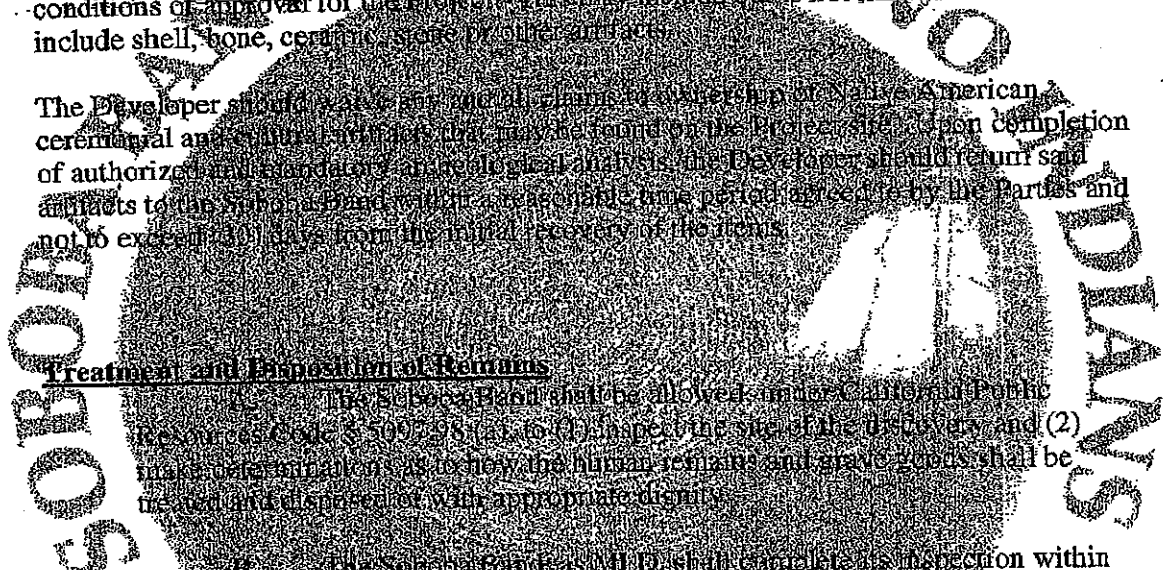 conditions of approval for the
include shell, bone, ceramic, stone or other artifacts.
The Developer should waive any and all claims to ownership of Native American
ceremonial and cultural artifacts that may be found on the Project site. Upon completion
of authorized and mandatory archeological analysis, the Developer should return said
artifacts to the Soboba Band within a reasonable time period agreed to by the Parties and
not to exceed (30) days from the initial recovery of the items.
Treatment and Disposition of Remains
The Soboba Band shall be allowed, under California Public
Resources Code § 5097.98 (a), to (1) inspect the site of the discovery and (2)
make determinations as to how the human remains and grave goods shall be
treated and disposed of with appropriate dignity.
B. The Soboba Band, as MLD, shall complete its inspection within
SOBOBA
INDIANS